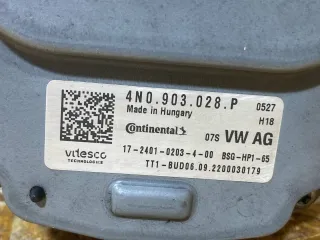 4N0.903.028.P 0527
Made in Hungary H18
Continental 07S VW AG
vitesco
TECHNOLOGIES
17-2401-0203-4-00 BSG-HP1-65
TT1-BUD06.09.2200030179